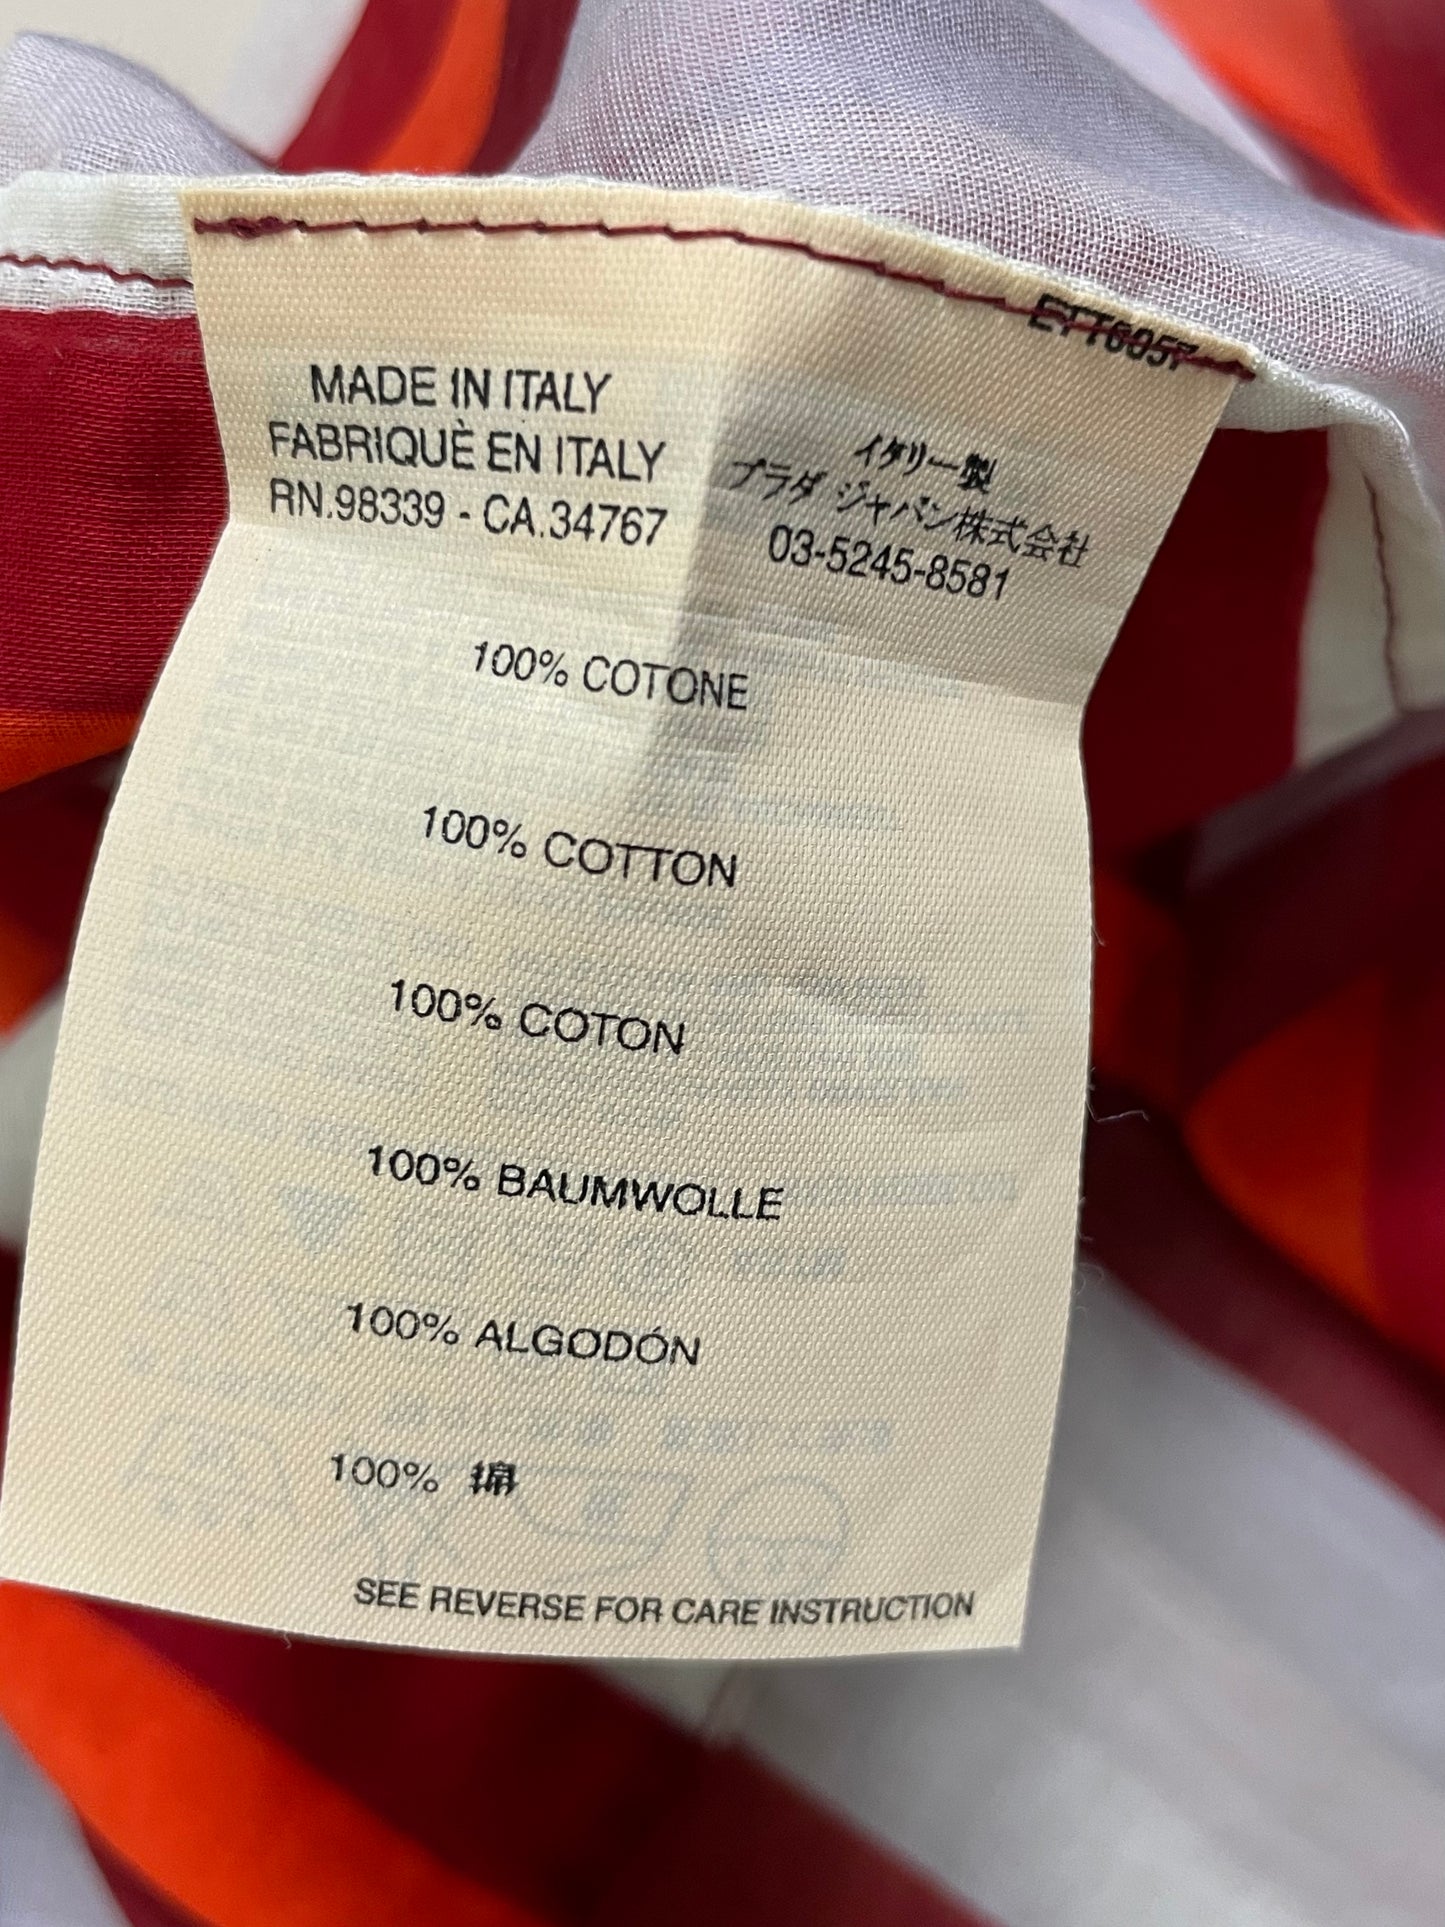 MADE IN ITALY
FABRIQUÈ EN ITALY
RN.98339 - CA.34767
ETT6057
イタリー製
プラダ ジャパン株式会社
03-5245-8581
100% COTONE
100% COTTON
100% COTON
100% BAUMWOLLE
100% ALGODÓN
100% 綿
SEE REVERSE FOR CARE INSTRUCTION